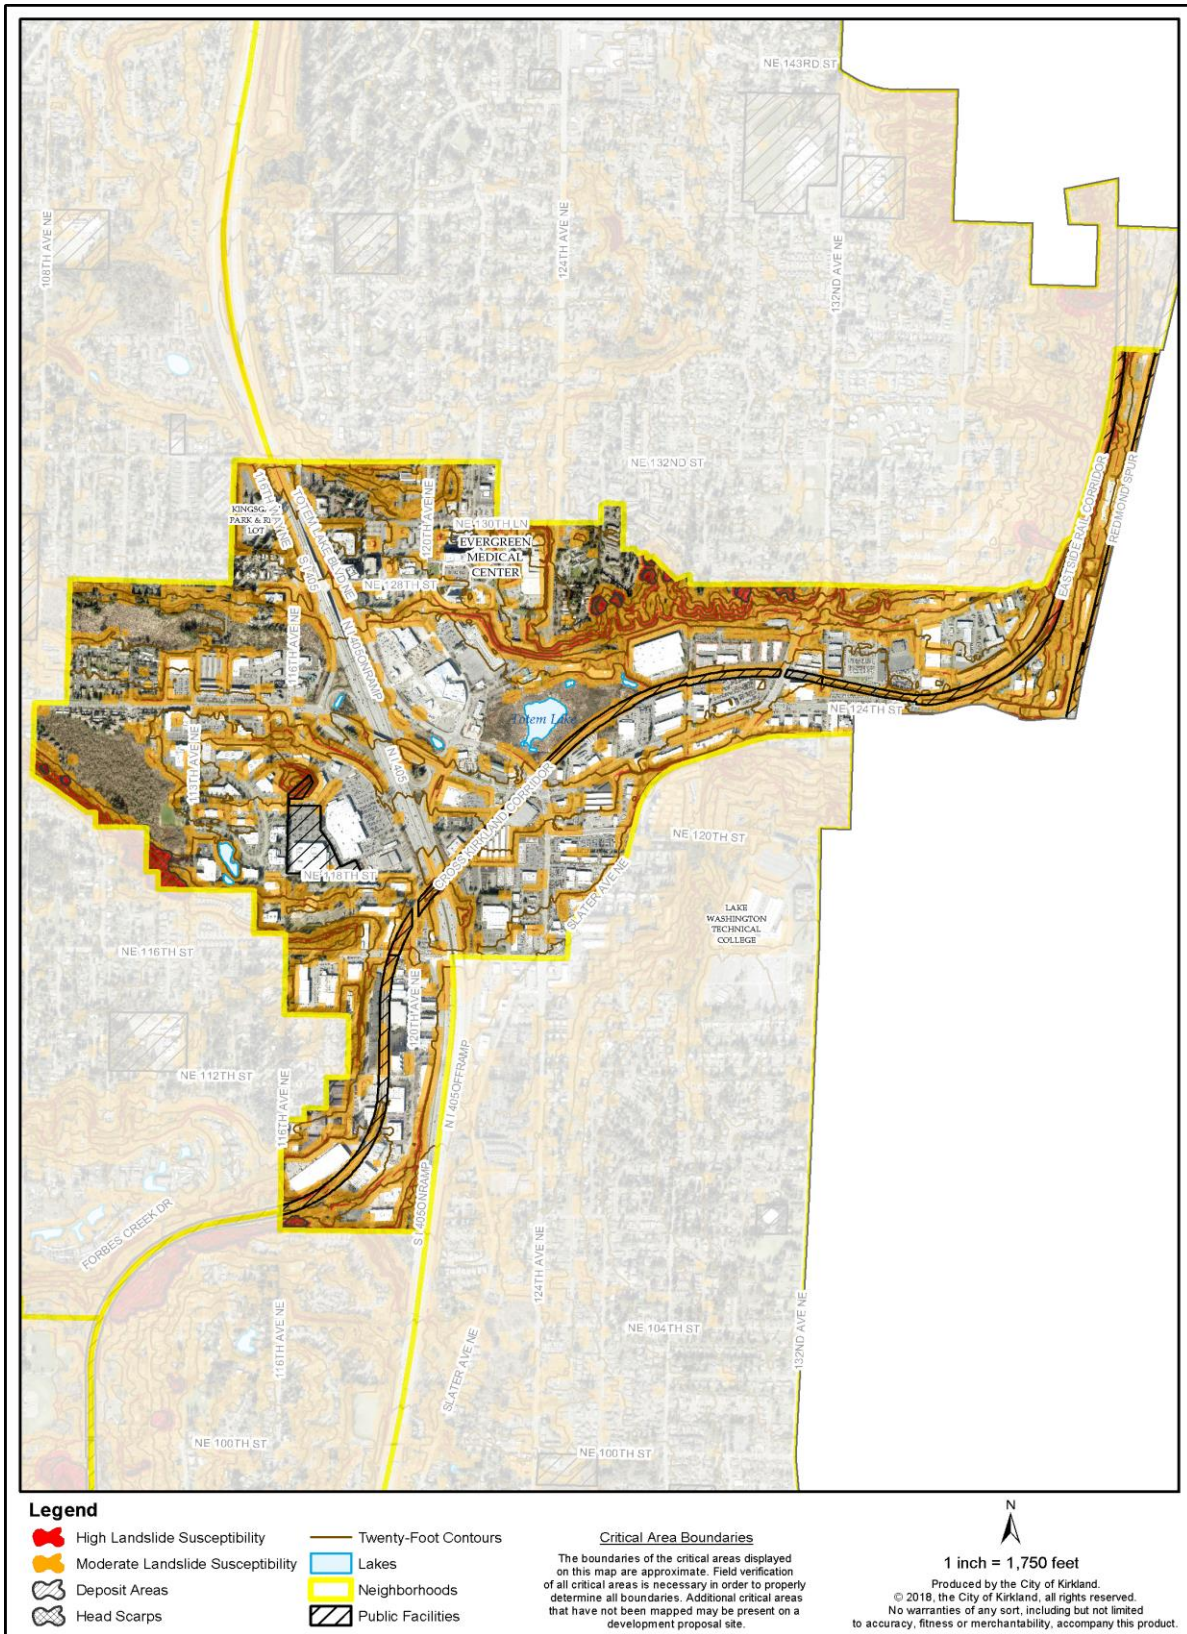 NE 143RD ST
108TH AVE NE
124TH AVE NE
132ND AVE NE
NE 132ND ST
EASTSIDE RAIL CORRIDOR
REDMOND SPUR
TOTEM LAKE BLVD NE
S I 405
120TH AVE NE
NE 130TH LN
EVERGREEN
MEDICAL
CENTER
NE 128TH ST
116TH AVE NE
N I 405 ONRAMP
Totem Lake
NE 124TH ST
113TH AVE NE
N I 405
CROSS KIRKLAND CORRIDOR
NE 120TH ST
NE 118TH ST
SLATER AVE NE
LAKE
WASHINGTON
TECHNICAL
COLLEGE
NE 116TH ST
120TH AVE NE
NE 112TH ST
116TH AVE NE
N I 405 OFFRAMP
S I 405 ONRAMP
FORBES CREEK DR
124TH AVE NE
116TH AVE NE
NE 104TH ST
132ND AVE NE
SLATER AVE NE
NE 100TH ST
NE 100TH ST
Legend
High Landslide Susceptibility
Moderate Landslide Susceptibility
Deposit Areas
Head Scarps
Twenty-Foot Contours
Lakes
Neighborhoods
Public Facilities
Critical Area Boundaries
The boundaries of the critical areas displayed
on this map are approximate. Field verification
of all critical areas is necessary in order to properly
determine all boundaries. Additional critical areas
that have not been mapped may be present on a
development proposal site.
N
1 inch = 1,750 feet
Produced by the City of Kirkland.
© 2018, the City of Kirkland, all rights reserved.
No warranties of any sort, including but not limited
to accuracy, fitness or merchantability, accompany this product.